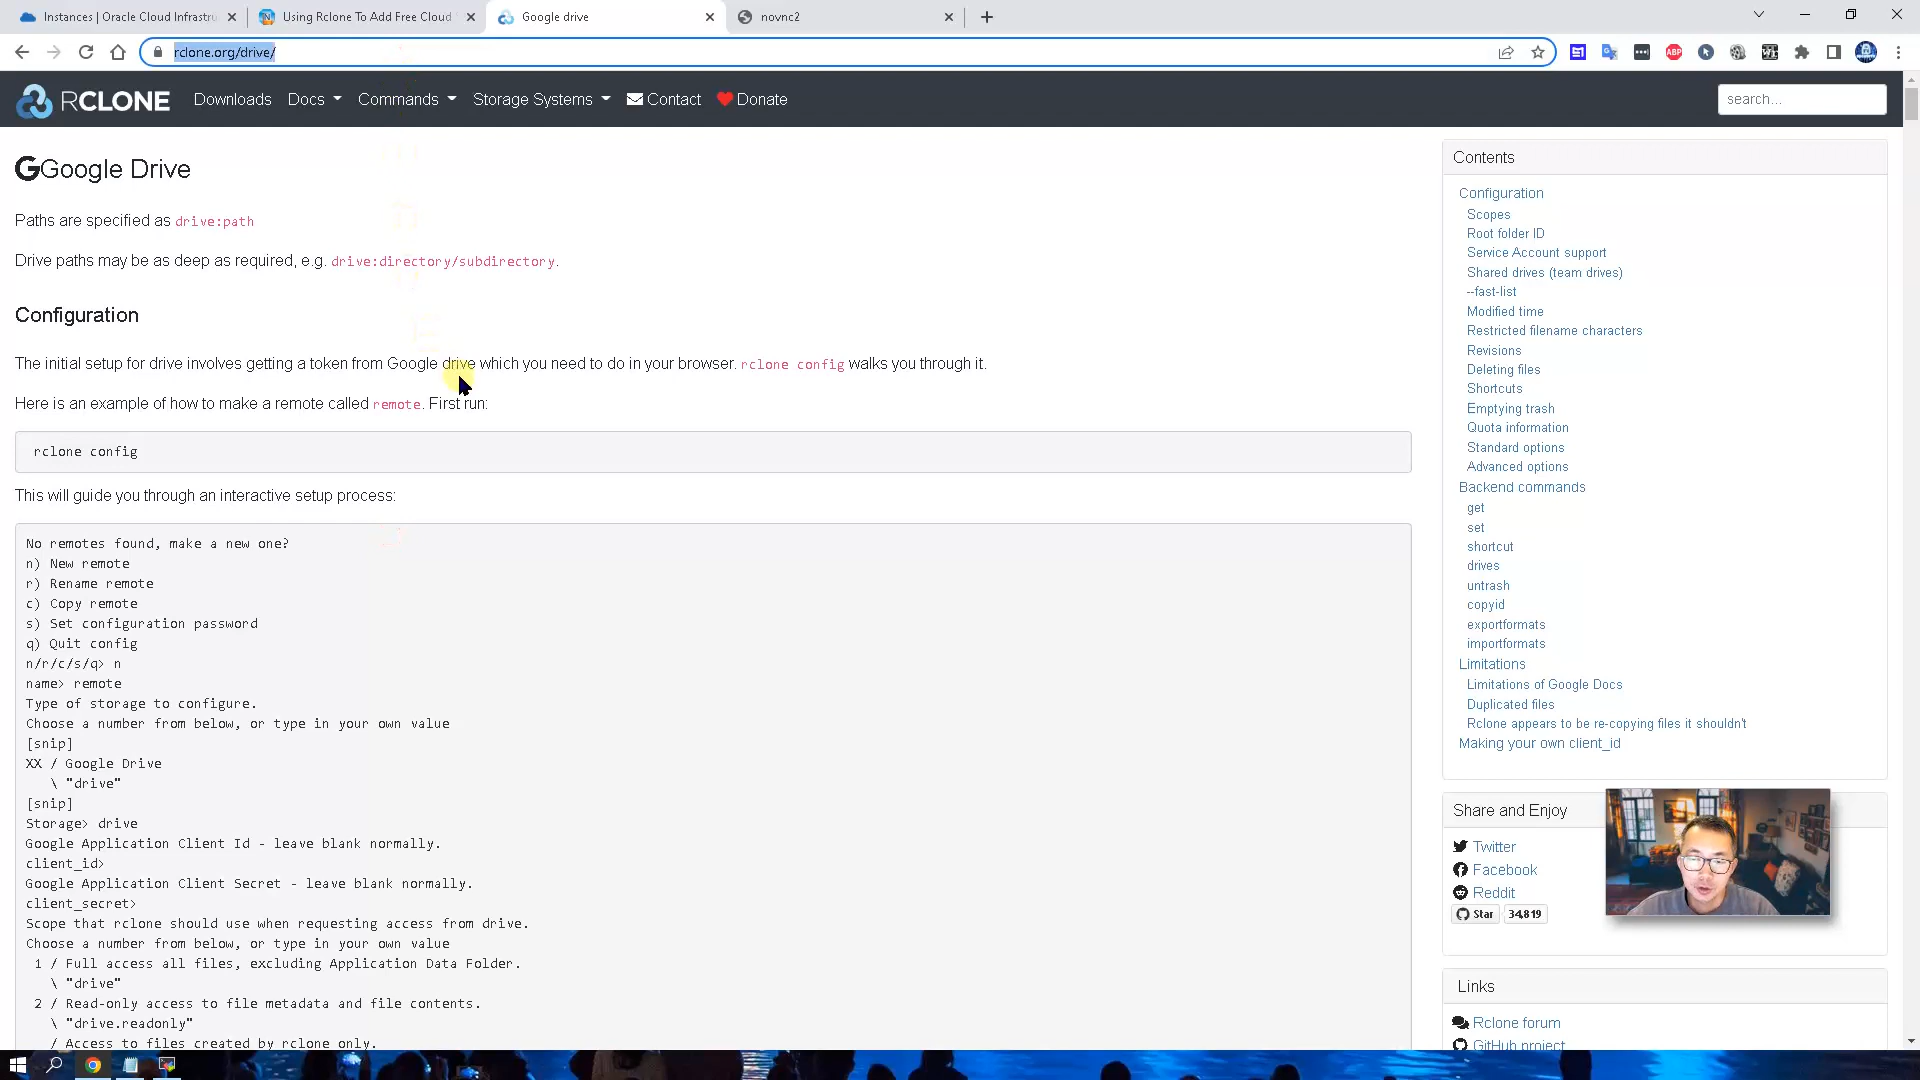 Instances | Oracle Cloud Infrastru
Using Rclone To Add Free Cloud
Google drive
novnc2
rclone.org/drive/
RCLONE
Downloads
Docs
Commands
Storage Systems
Contact
Donate
search...
Google Drive
Paths are specified as drive:path
Drive paths may be as deep as required, e.g. drive:directory/subdirectory.
Configuration
The initial setup for drive involves getting a token from Google drive which you need to do in your browser. rclone config walks you through it.
Here is an example of how to make a remote called remote. First run:
rclone config
This will guide you through an interactive setup process:
No remotes found, make a new one?
n) New remote
r) Rename remote
c) Copy remote
s) Set configuration password
q) Quit config
n/r/c/s/q> n
name> remote
Type of storage to configure.
Choose a number from below, or type in your own value
[snip]
XX / Google Drive
\ "drive"
[snip]
Storage> drive
Google Application Client Id - leave blank normally.
client_id>
Google Application Client Secret - leave blank normally.
client_secret>
Scope that rclone should use when requesting access from drive.
Choose a number from below, or type in your own value
1 / Full access all files, excluding Application Data Folder.
\ "drive"
2 / Read-only access to file metadata and file contents.
\ "drive.readonly"
/ Access to files created by rclone only.
Contents
Configuration
Scopes
Root folder ID
Service Account support
Shared drives (team drives)
--fast-list
Modified time
Restricted filename characters
Revisions
Deleting files
Shortcuts
Emptying trash
Quota information
Standard options
Advanced options
Backend commands
get
set
shortcut
drives
untrash
copyid
exportformats
importformats
Limitations
Limitations of Google Docs
Duplicated files
Rclone appears to be re-copying files it shouldn't
Making your own client_id
Share and Enjoy
Twitter
Facebook
Reddit
Star 34,819
Links
Rclone forum
GitHub project